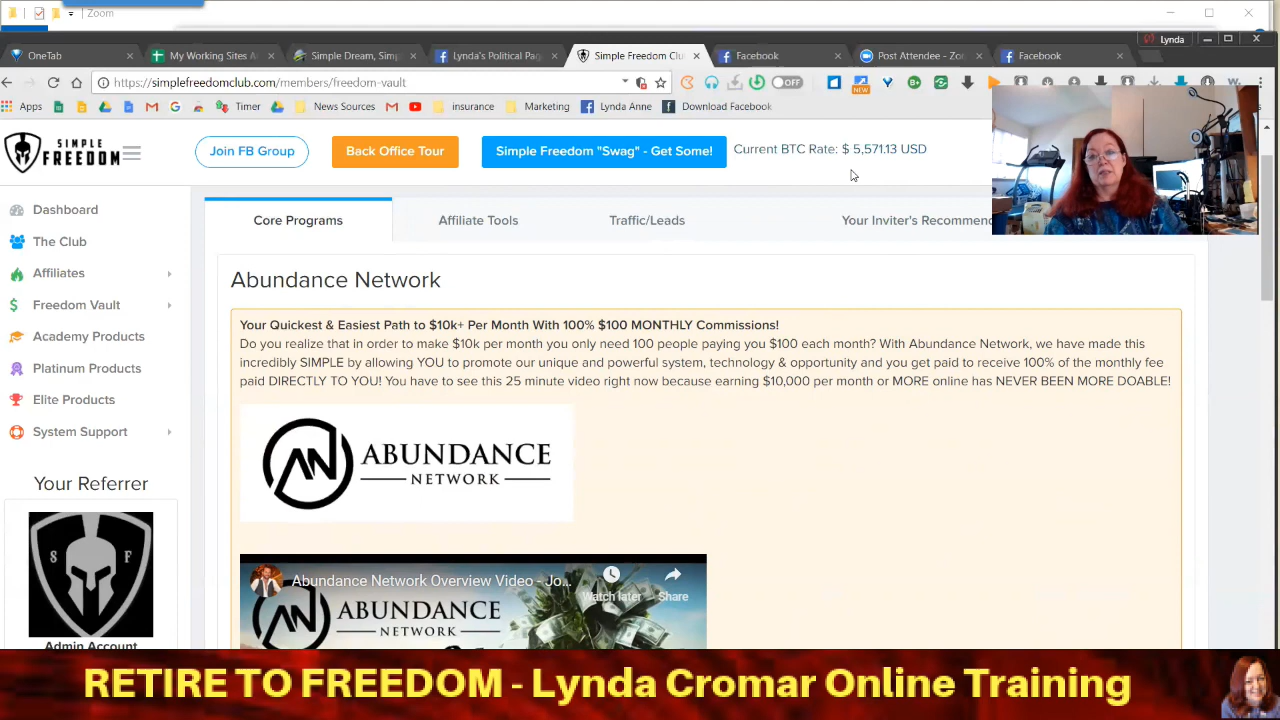 Zoom
Lynda
OneTab
My Working Sites A
Simple Dream, Sim
Lynda's Political Pag
Simple Freedom Clu
Facebook
Post Attendee - Zo
Facebook
https://simplefreedomclub.com/members/freedom-vault
OFF
NEW
Apps
Timer
News Sources
insurance
Marketing
Lynda Anne
Download Facebook
SIMPLE
FREEDOM
Join FB Group
Back Office Tour
Simple Freedom "Swag" - Get Some!
Current BTC Rate: $ 5,571.13 USD
Dashboard
The Club
Affiliates
Freedom Vault
Academy Products
Platinum Products
Elite Products
System Support
Your Referrer
S F
Admin Account
Core Programs
Affiliate Tools
Traffic/Leads
Your Inviter's Recommen
Abundance Network
Your Quickest & Easiest Path to $10k+ Per Month With 100% $100 MONTHLY Commissions!
Do you realize that in order to make $10k per month you only need 100 people paying you $100 each month? With Abundance Network, we have made this
incredibly SIMPLE by allowing YOU to promote our unique and powerful system, technology & opportunity and you get paid to receive 100% of the monthly fee
paid DIRECTLY TO YOU! You have to see this 25 minute video right now because earning $10,000 per month or MORE online has NEVER BEEN MORE DOABLE!
ABUNDANCE
NETWORK
Abundance Network Overview Video - Jo...
Watch later
Share
ABUNDANCE
NETWORK
RETIRE TO FREEDOM - Lynda Cromar Online Training